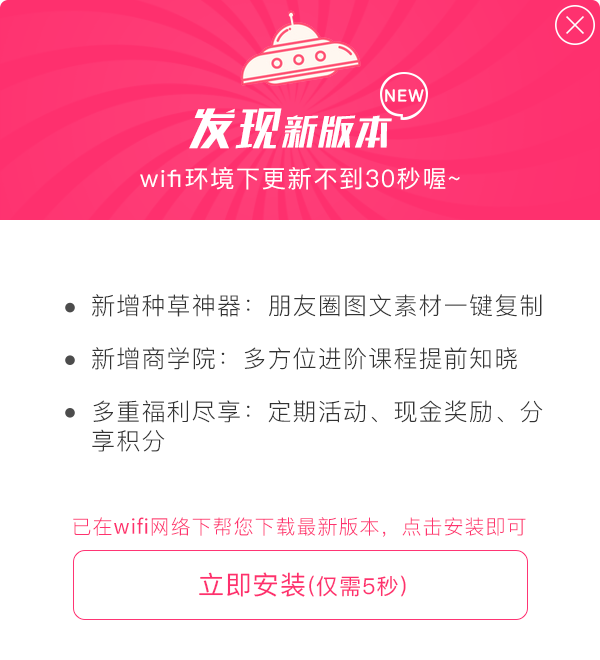 NEW
发现新版本
wifi环境下更新不到30秒喔~
● 新增种草神器：朋友圈图文素材一键复制
● 新增商学院：多方位进阶课程提前知晓
● 多重福利尽享：定期活动、现金奖励、分
享积分
已在wifi网络下帮您下载最新版本，点击安装即可
立即安装(仅需5秒)